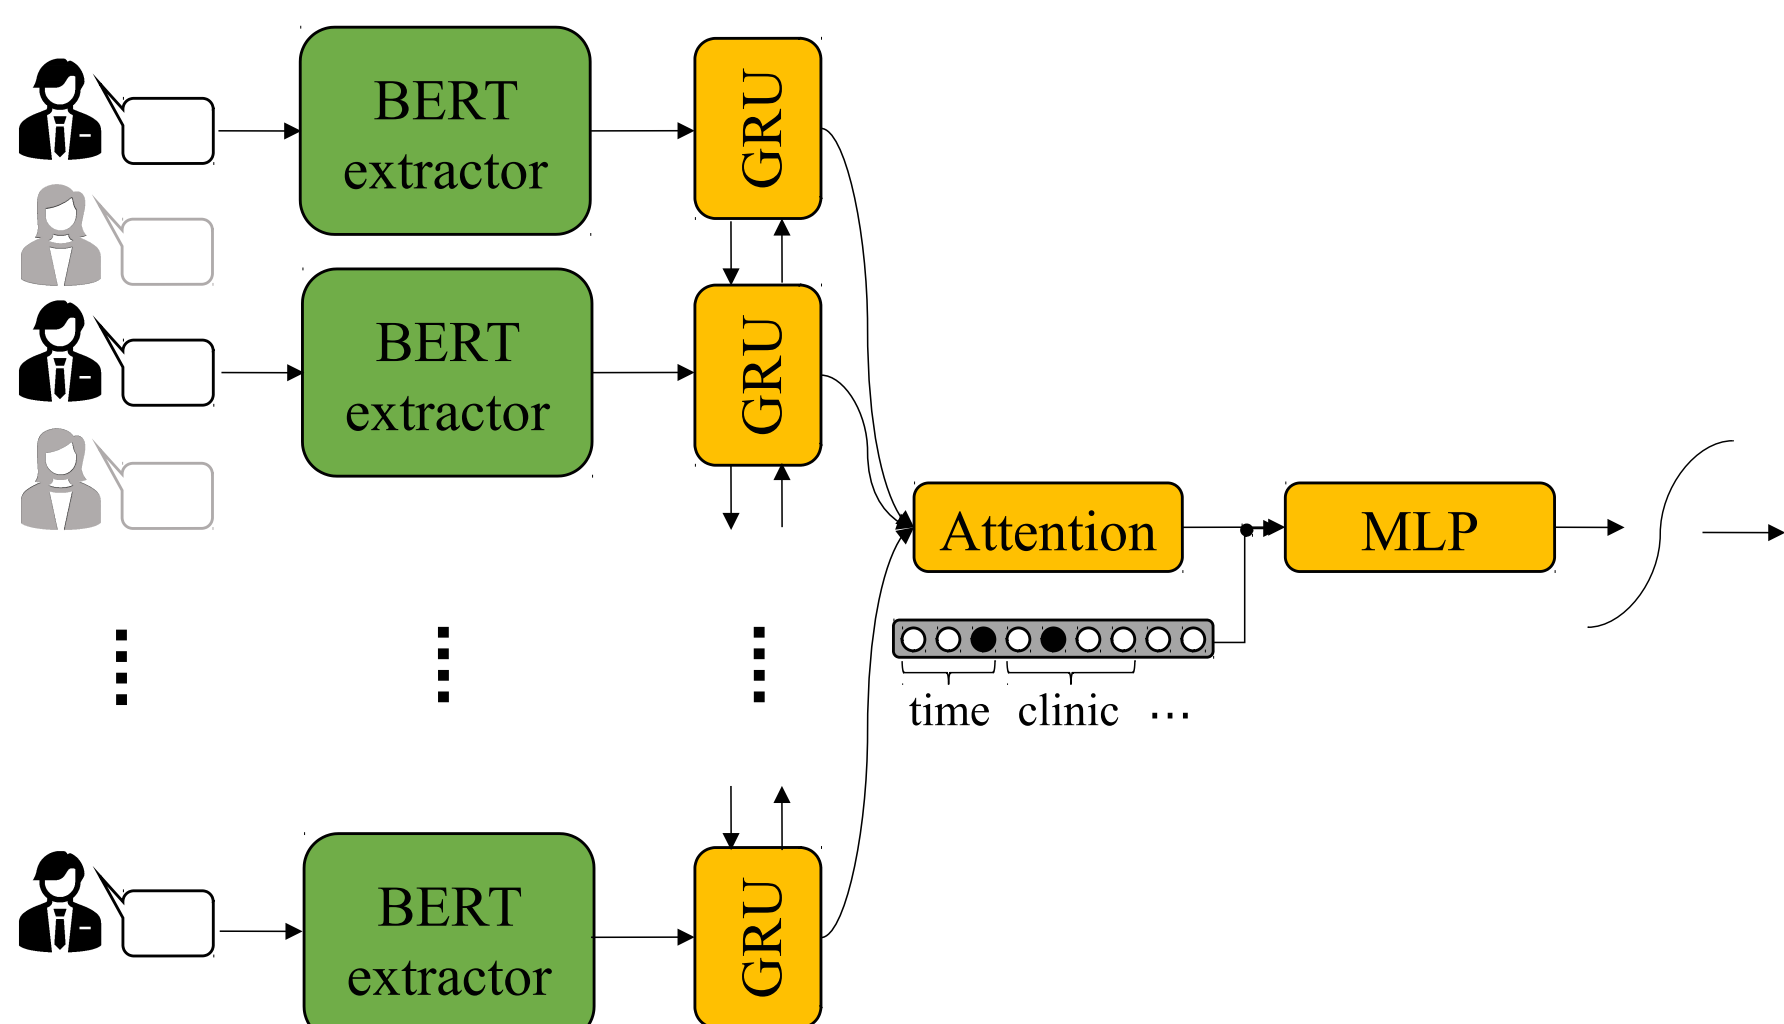 BERT
extractor
GRU
BERT
extractor
GRU
Attention
MLP
time
clinic
...
BERT
extractor
GRU